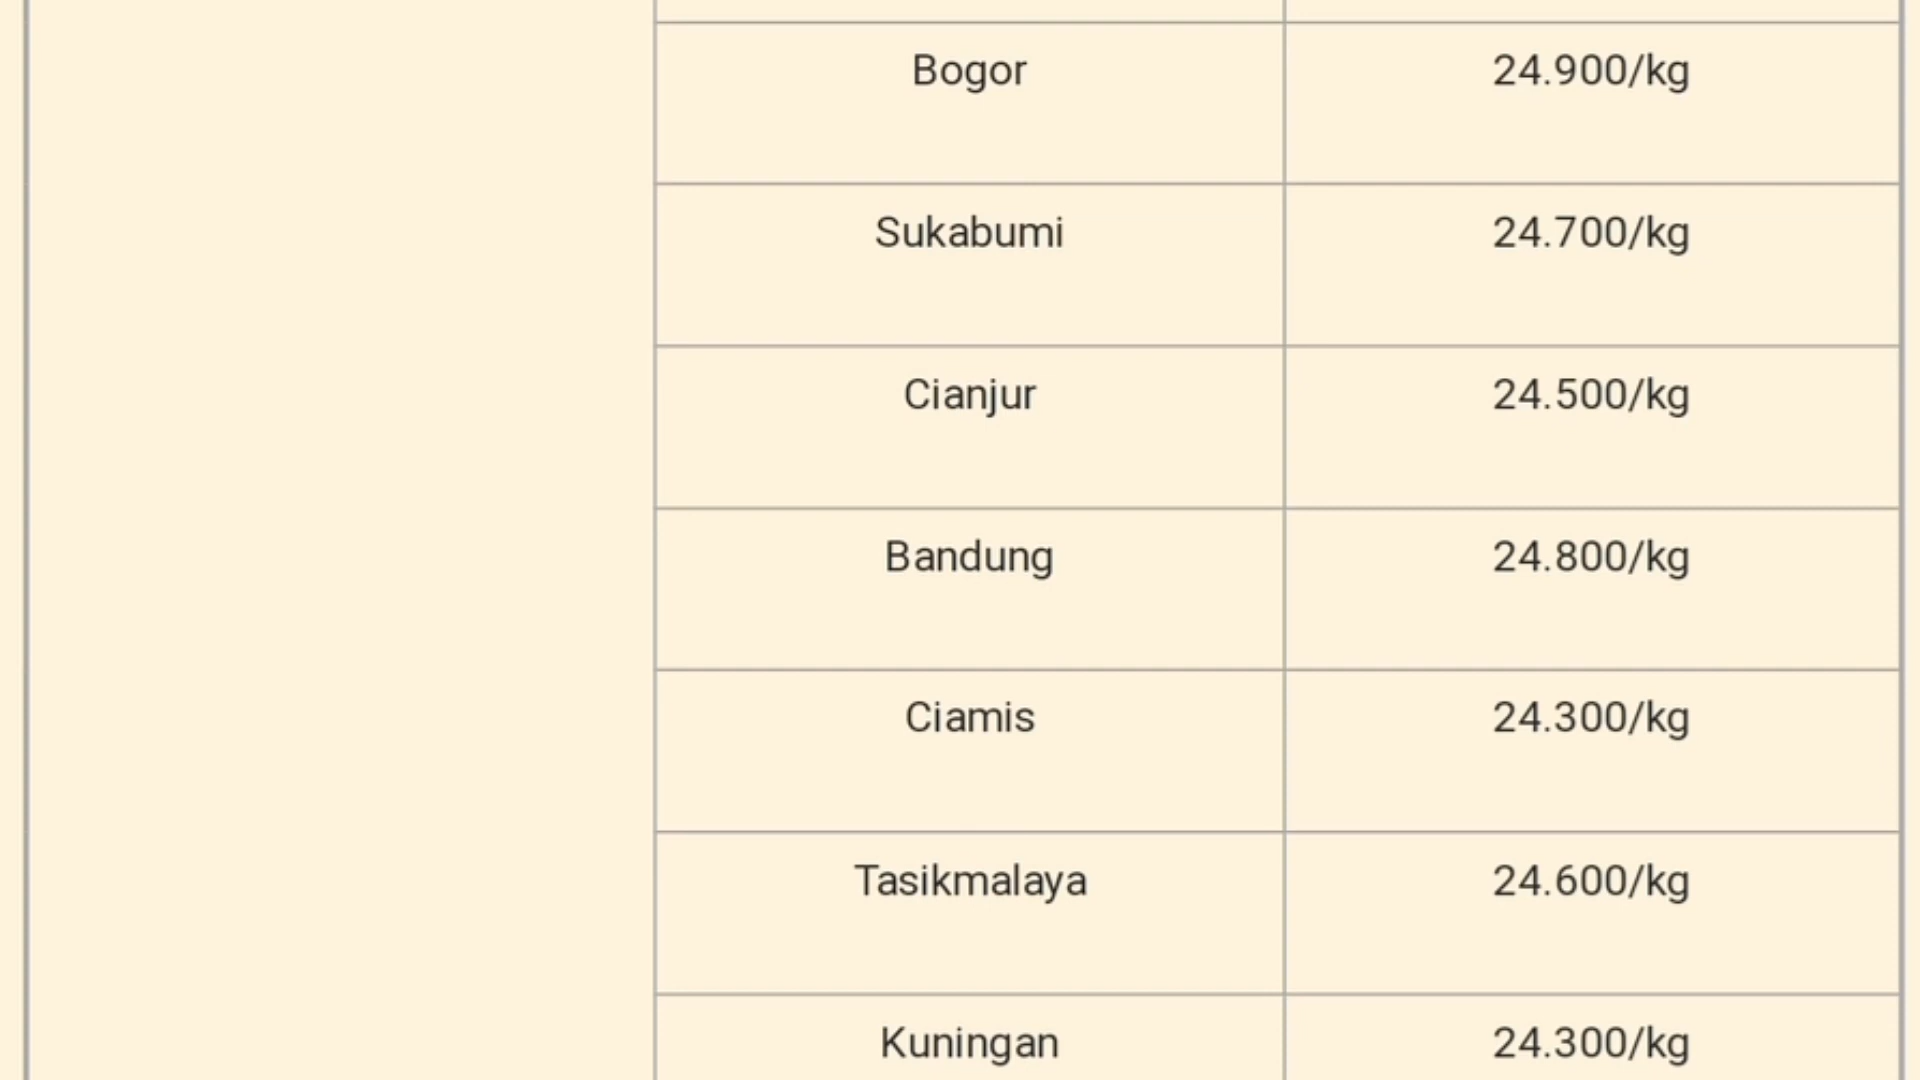 Bogor 24.900/kg
Sukabumi 24.700/kg
Cianjur 24.500/kg
Bandung 24.800/kg
Ciamis 24.300/kg
Tasikmalaya 24.600/kg
Kuningan 24.300/kg